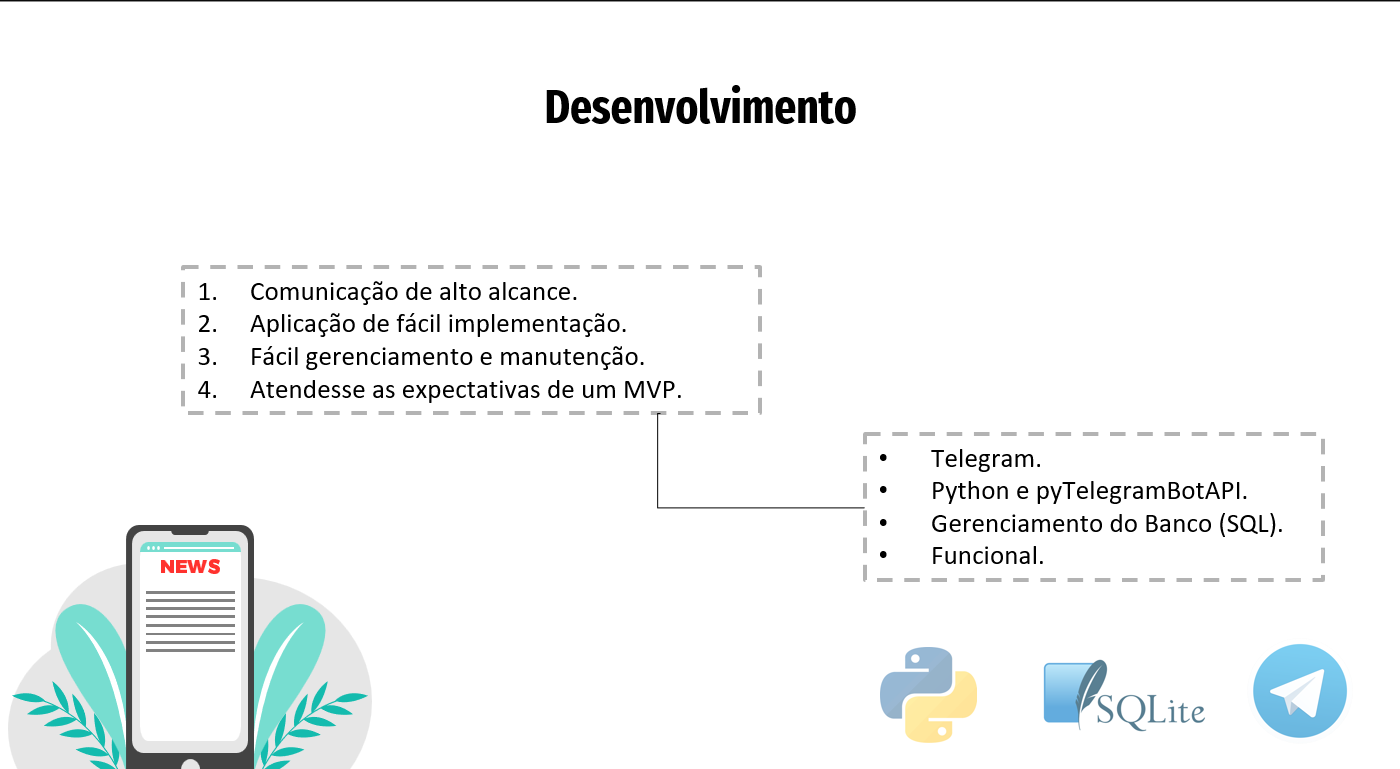 Desenvolvimento
1. Comunicação de alto alcance.
2. Aplicação de fácil implementação.
3. Fácil gerenciamento e manutenção.
4. Atendesse as expectativas de um MVP.
• Telegram.
• Python e pyTelegramBotAPI.
• Gerenciamento do Banco (SQL).
• Funcional.
NEWS
SQLite